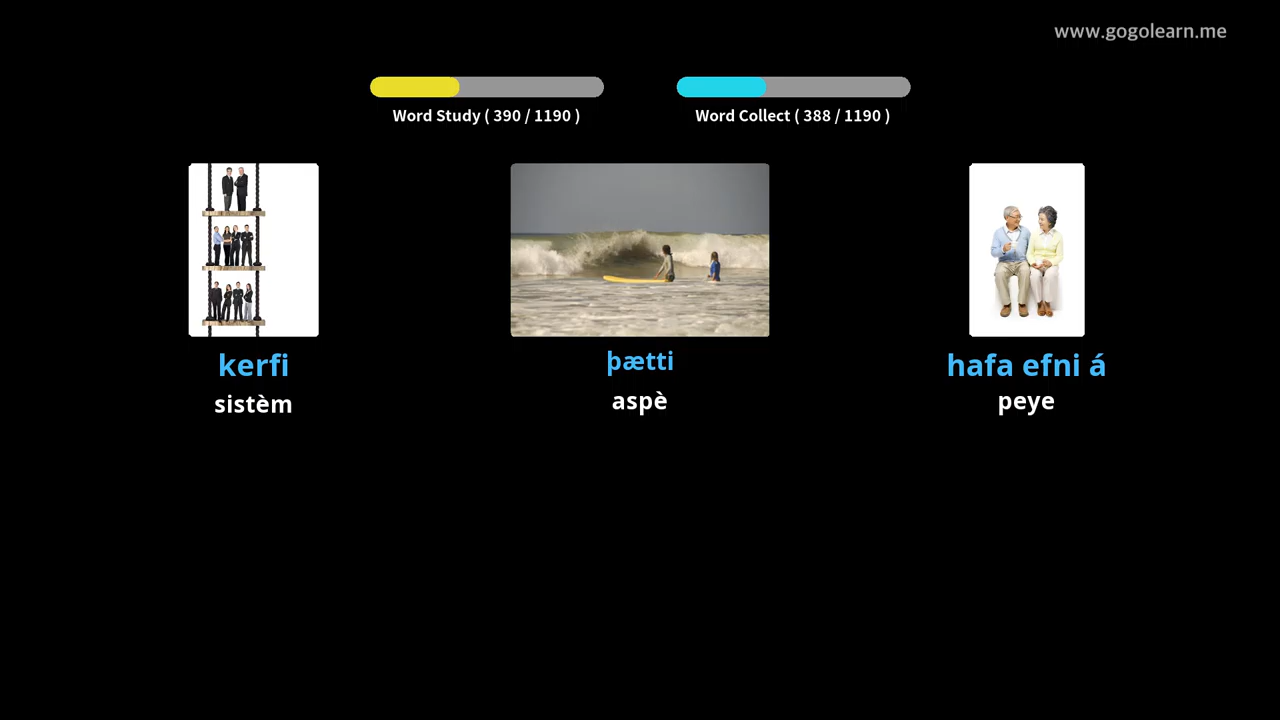 www.gogolearn.me
Word Study ( 390 / 1190 )
Word Collect ( 388 / 1190 )
kerfi
sistèm
þætti
aspè
hafa efni á
peye